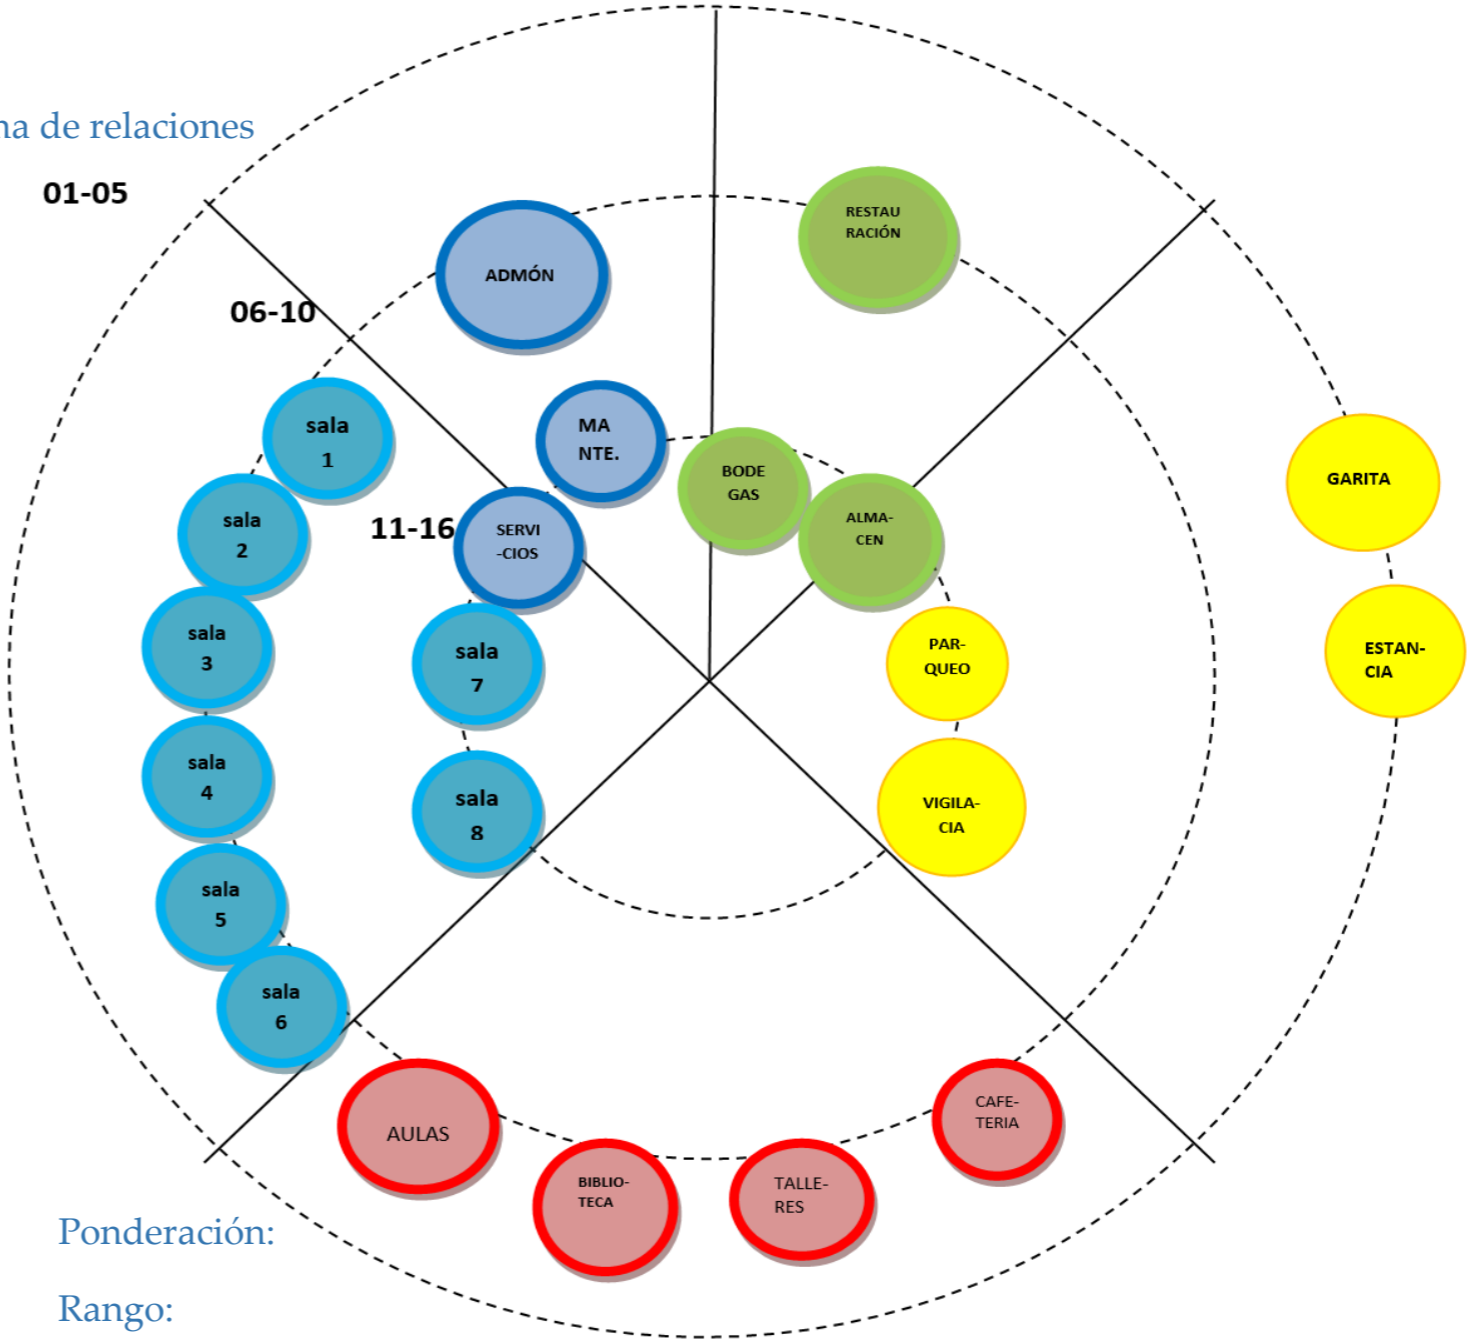 na de relaciones
01-05
RESTAU
RACIÓN
ADMÓN
06-10
sala
1
MA
NTE.
BODE
GAS
GARITA
sala
2
11-16
SERVI
-CIOS
ALMA-
CEN
sala
3
sala
7
PAR-
QUEO
ESTAN-
CIA
sala
4
sala
8
VIGILA-
CIA
sala
5
sala
6
AULAS
BIBLIO-
TECA
TALLE-
RES
CAFE-
TERIA
Ponderación:
Rango: